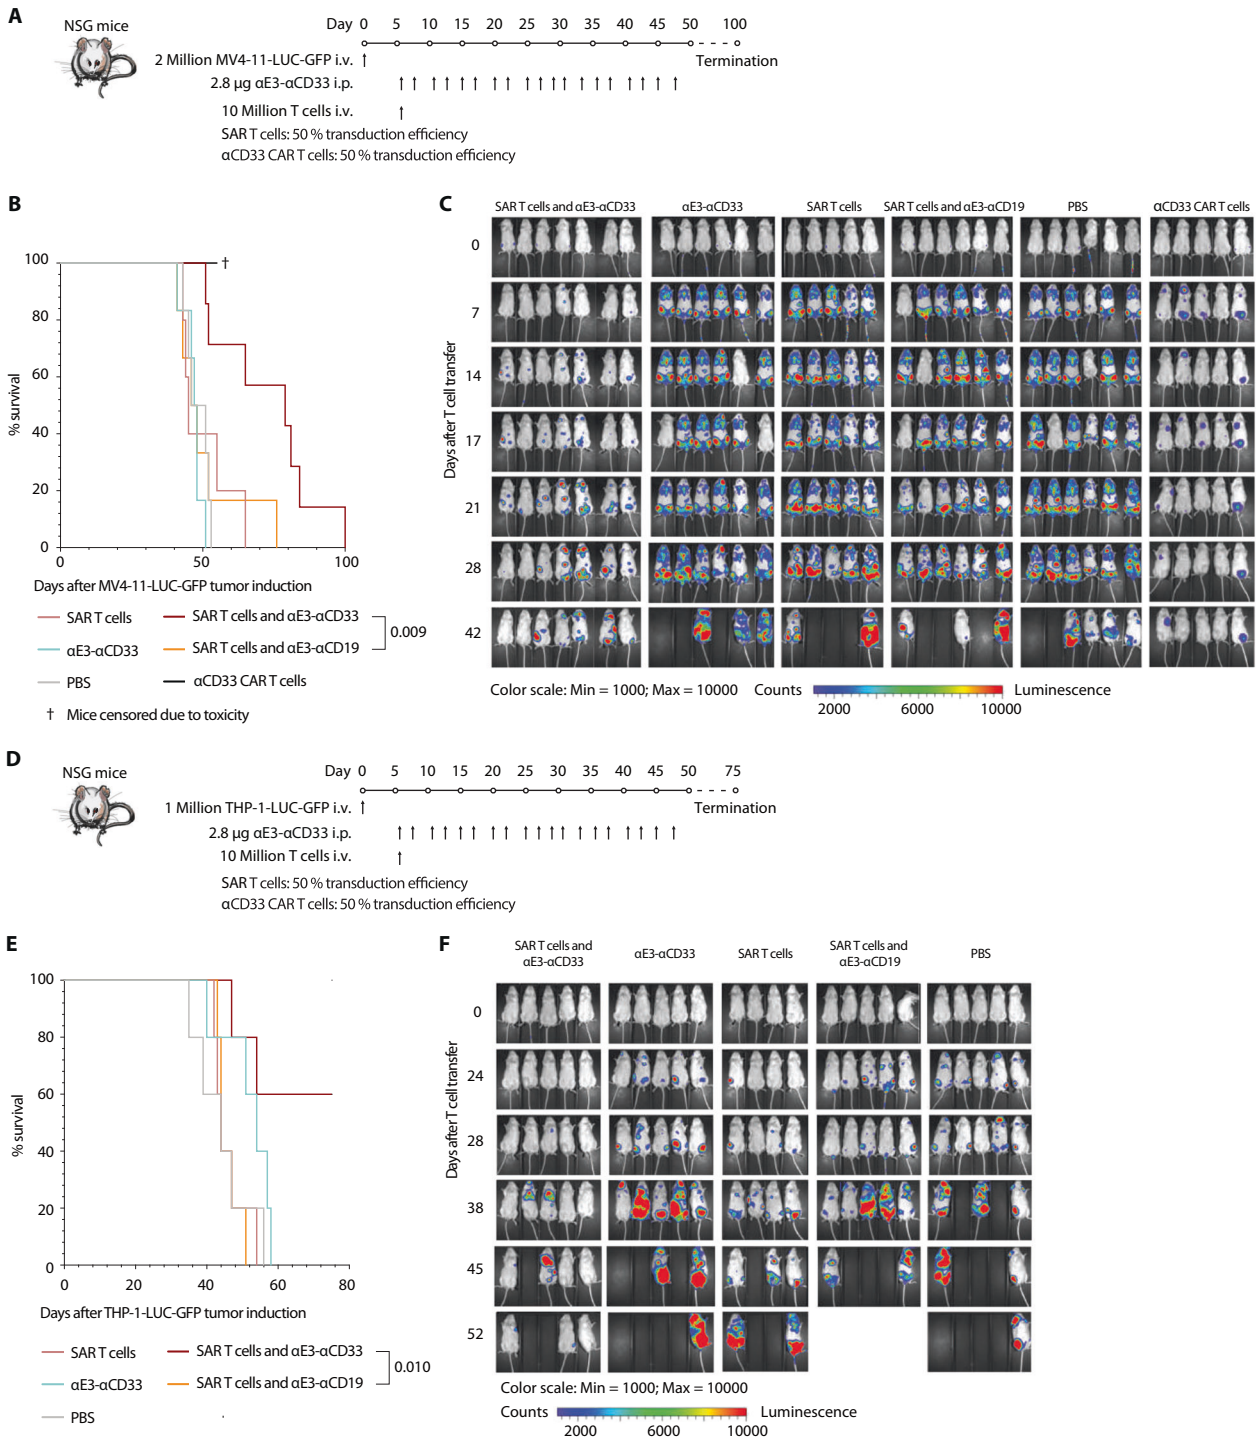 A
NSG mice
Day 0 5 10 15 20 25 30 35 40 45 50 100
2 Million MV4-11-LUC-GFP i.v.
Termination
2.8 µg αE3-αCD33 i.p.
10 Million T cells i.v.
SAR T cells: 50 % transduction efficiency
αCD33 CAR T cells: 50 % transduction efficiency
B
% survival
100
80
60
40
20
0
†
0 50 100
Days after MV4-11-LUC-GFP tumor induction
SAR T cells
SAR T cells and αE3-αCD33
0.009
αE3-αCD33
SAR T cells and αE3-αCD19
PBS
αCD33 CAR T cells
† Mice censored due to toxicity
C
SAR T cells and αE3-αCD33 αE3-αCD33 SAR T cells SAR T cells and αE3-αCD19 PBS αCD33 CAR T cells
Days after T cell transfer
0
7
14
17
21
28
42
Color scale: Min = 1000; Max = 10000 Counts Luminescence
2000 6000 10000
D
NSG mice
Day 0 5 10 15 20 25 30 35 40 45 50 75
1 Million THP-1-LUC-GFP i.v.
Termination
2.8 µg αE3-αCD33 i.p.
10 Million T cells i.v.
SAR T cells: 50 % transduction efficiency
αCD33 CAR T cells: 50 % transduction efficiency
E
% survival
100
80
60
40
20
0
0 20 40 60 80
Days after THP-1-LUC-GFP tumor induction
SAR T cells
SAR T cells and αE3-αCD33
0.010
αE3-αCD33
SAR T cells and αE3-αCD19
PBS
F
SAR T cells and
αE3-αCD33
αE3-αCD33
SAR T cells
SAR T cells and
αE3-αCD19
PBS
Days after T cell transfer
0
24
28
38
45
52
Color scale: Min = 1000; Max = 10000
Counts Luminescence
2000 6000 10000